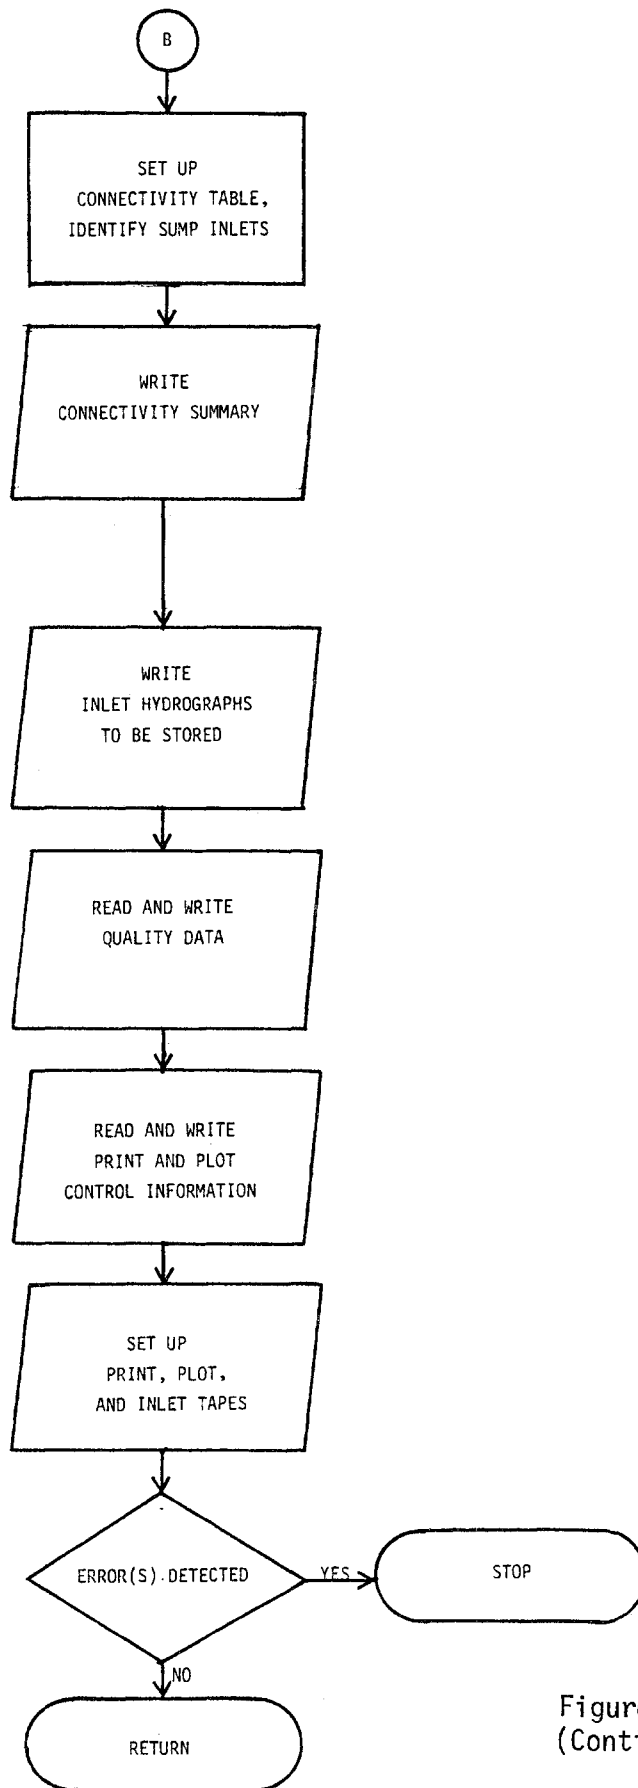 B
SET UP
CONNECTIVITY TABLE,
IDENTIFY SUMP INLETS
WRITE
CONNECTIVITY SUMMARY
WRITE
INLET HYDROGRAPHS
TO BE STORED
READ AND WRITE
QUALITY DATA
READ AND WRITE
PRINT AND PLOT
CONTROL INFORMATION
SET UP
PRINT, PLOT,
AND INLET TAPES
ERROR(S) DETECTED
YES
STOP
NO
RETURN